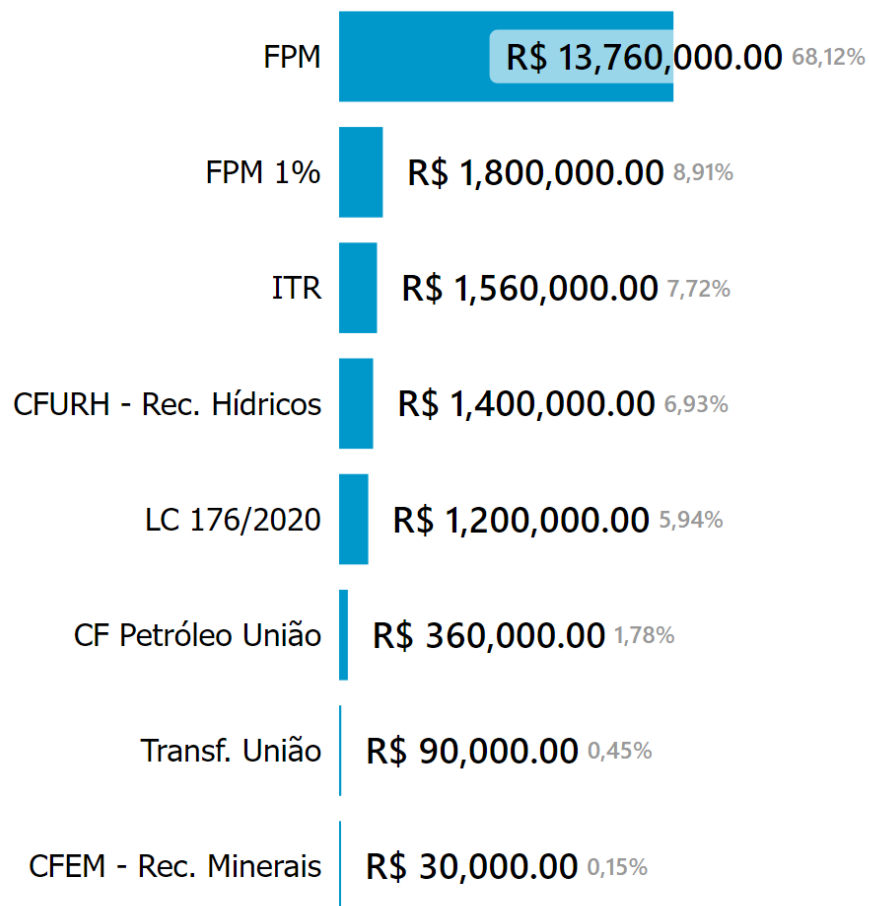 FPM R$ 13,760,000.00 68,12%
FPM 1% R$ 1,800,000.00 8,91%
ITR R$ 1,560,000.00 7,72%
CFURH - Rec. Hídricos R$ 1,400,000.00 6,93%
LC 176/2020 R$ 1,200,000.00 5,94%
CF Petróleo União R$ 360,000.00 1,78%
Transf. União R$ 90,000.00 0,45%
CFEM - Rec. Minerais R$ 30,000.00 0,15%